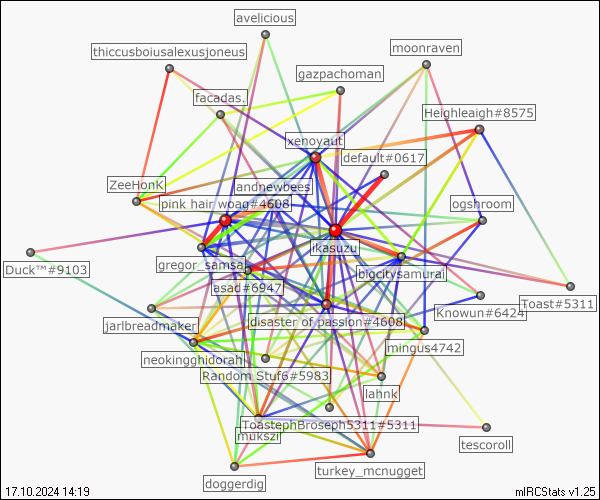 avelicious
thiccusboiusalexusjoneus
moonraven
gazpachoman
facadas.
Heighleaigh#8575
xenoyaut
default#0617
ZeeHonK
andnewbees
pink hair woag#4608
ogshroom
ikasuzu
gregor_samsa
Duck™#9103
bigcitysamurai
asad#6947
Toast#5311
Knowun#6424
jarlbreadmaker
disaster of passion#4608
mingus4742
neokingghidorah
Random Stuf6#5983
lahnk
ToastephBroseph5311#5311
mukszil
tescoroll
turkey_mcnugget
doggerdig
17.10.2024 14:19
mIRCStats v1.25